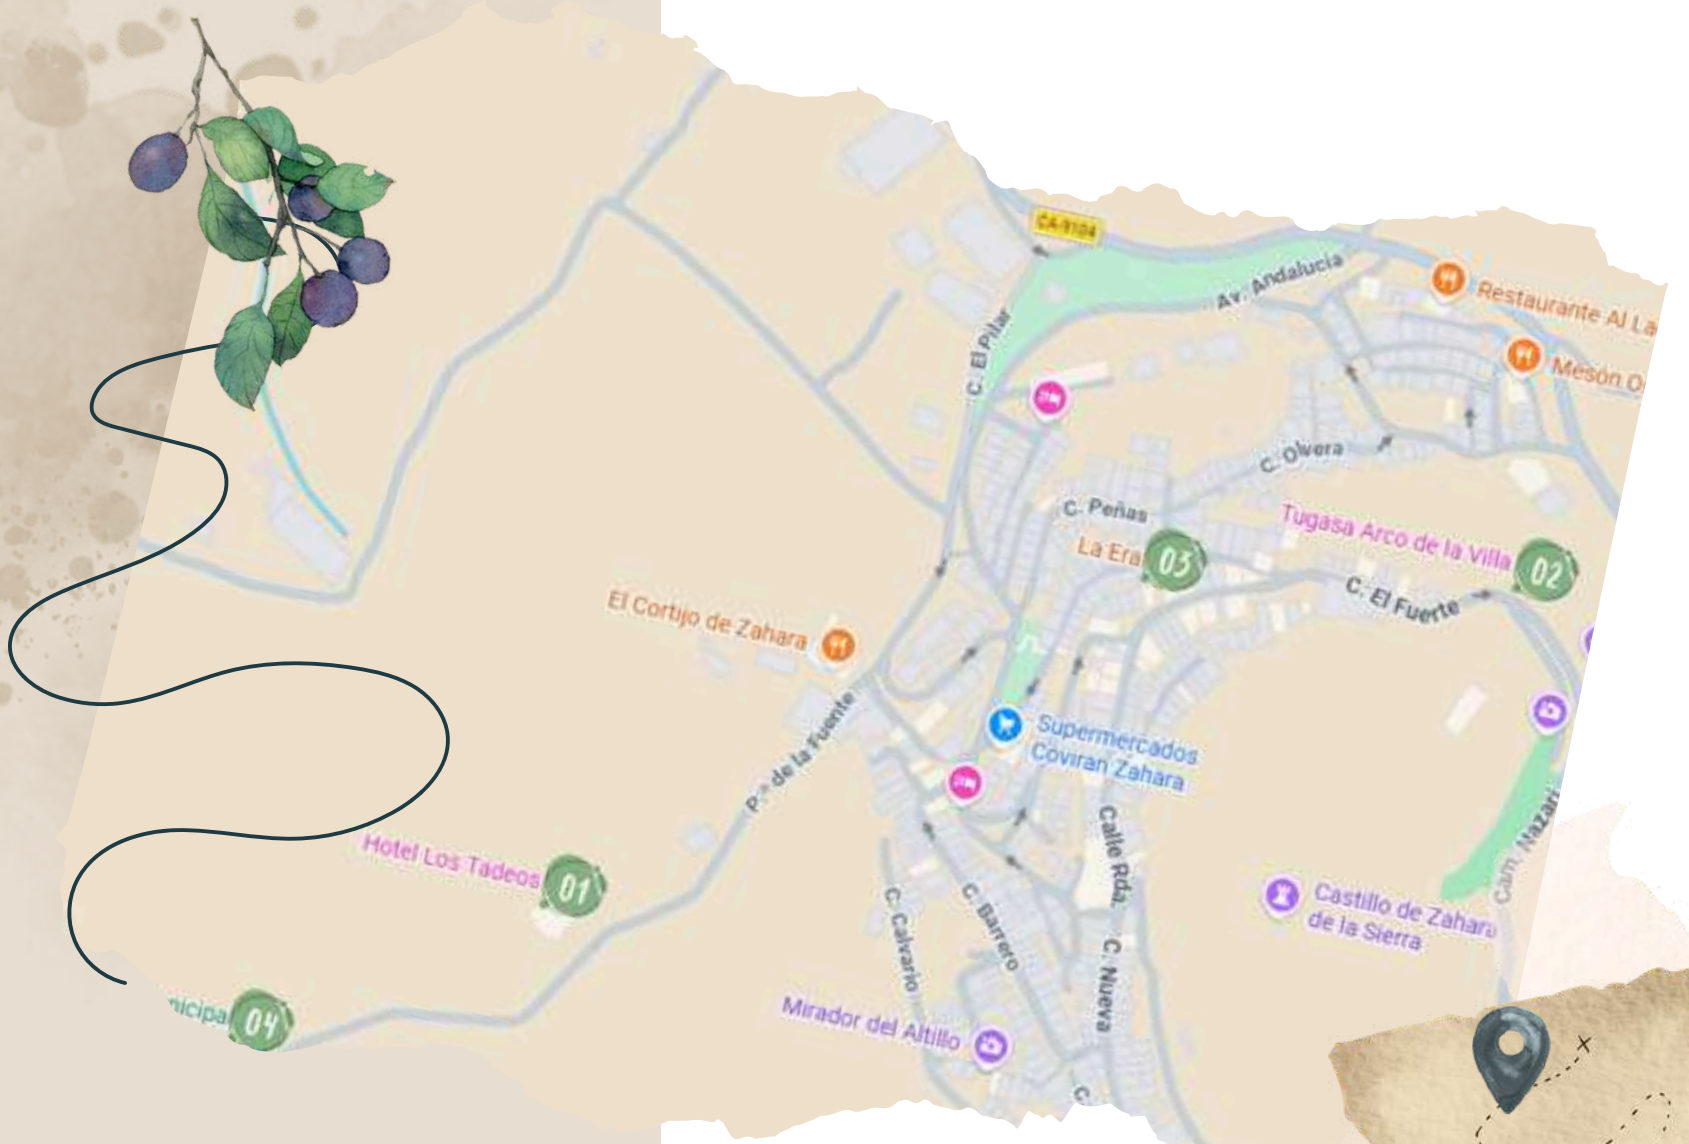 CA-9104
Av. Andalucía
Restaurante Al La
C. El Pilar
Mesón O
C. Olvera
C. Peñas
Tugasa Arco de la Villa
La Era
03
02
C. El Fuerte
El Cortijo de Zahara
P.º de la Fuente
Supermercados
Coviran Zahara
Hotel Los Tadeos
01
Calle Rda.
Cam. Nazarí
Castillo de Zahara
de la Sierra
C. Calvario
C. Barrero
C. Nueva
nicipa
04
Mirador del Altillo
C.